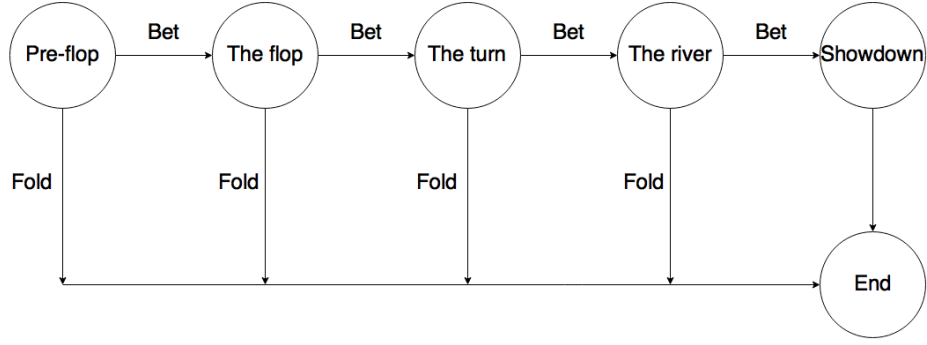 Bet
Bet
Bet
Bet
Pre-flop
The flop
The turn
The river
Showdown
Fold
Fold
Fold
Fold
End